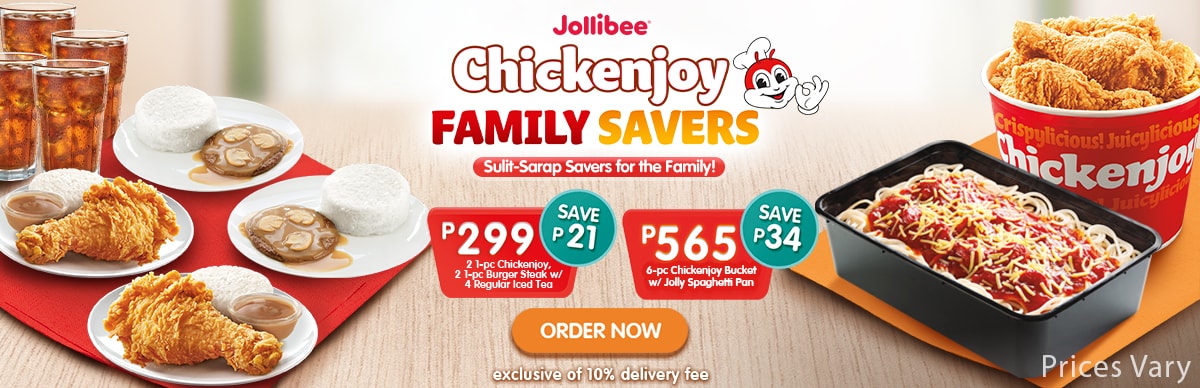 Jollibee
Chickenjoy
FAMILY SAVERS
Sulit-Sarap Savers for the Family!
P299
SAVE
P21
2 1-pc Chickenjoy,
2 1-pc Burger Steak w/
4 Regular Iced Tea
P565
SAVE
P34
6-pc Chickenjoy Bucket
w/ Jolly Spaghetti Pan
ORDER NOW
exclusive of 10% delivery fee
Crispylicious! Juicylicious
Chickenjoy
Prices Vary